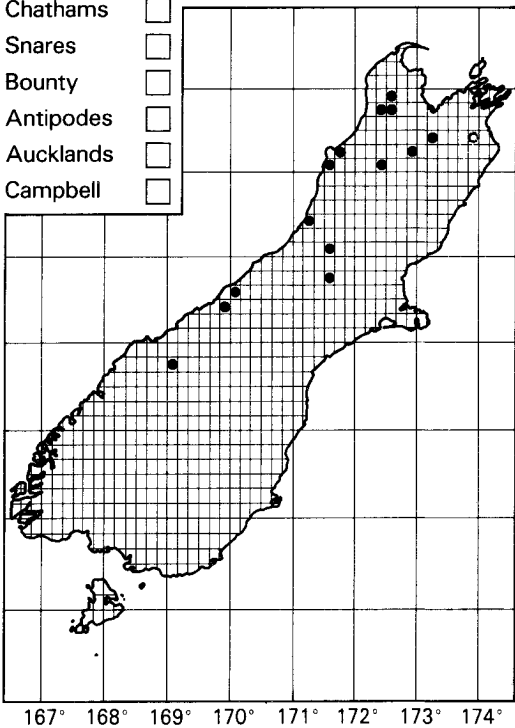 Chathams
Snares
Bounty
Antipodes
Aucklands
Campbell
167° 168° 169° 170° 171° 172° 173° 174°